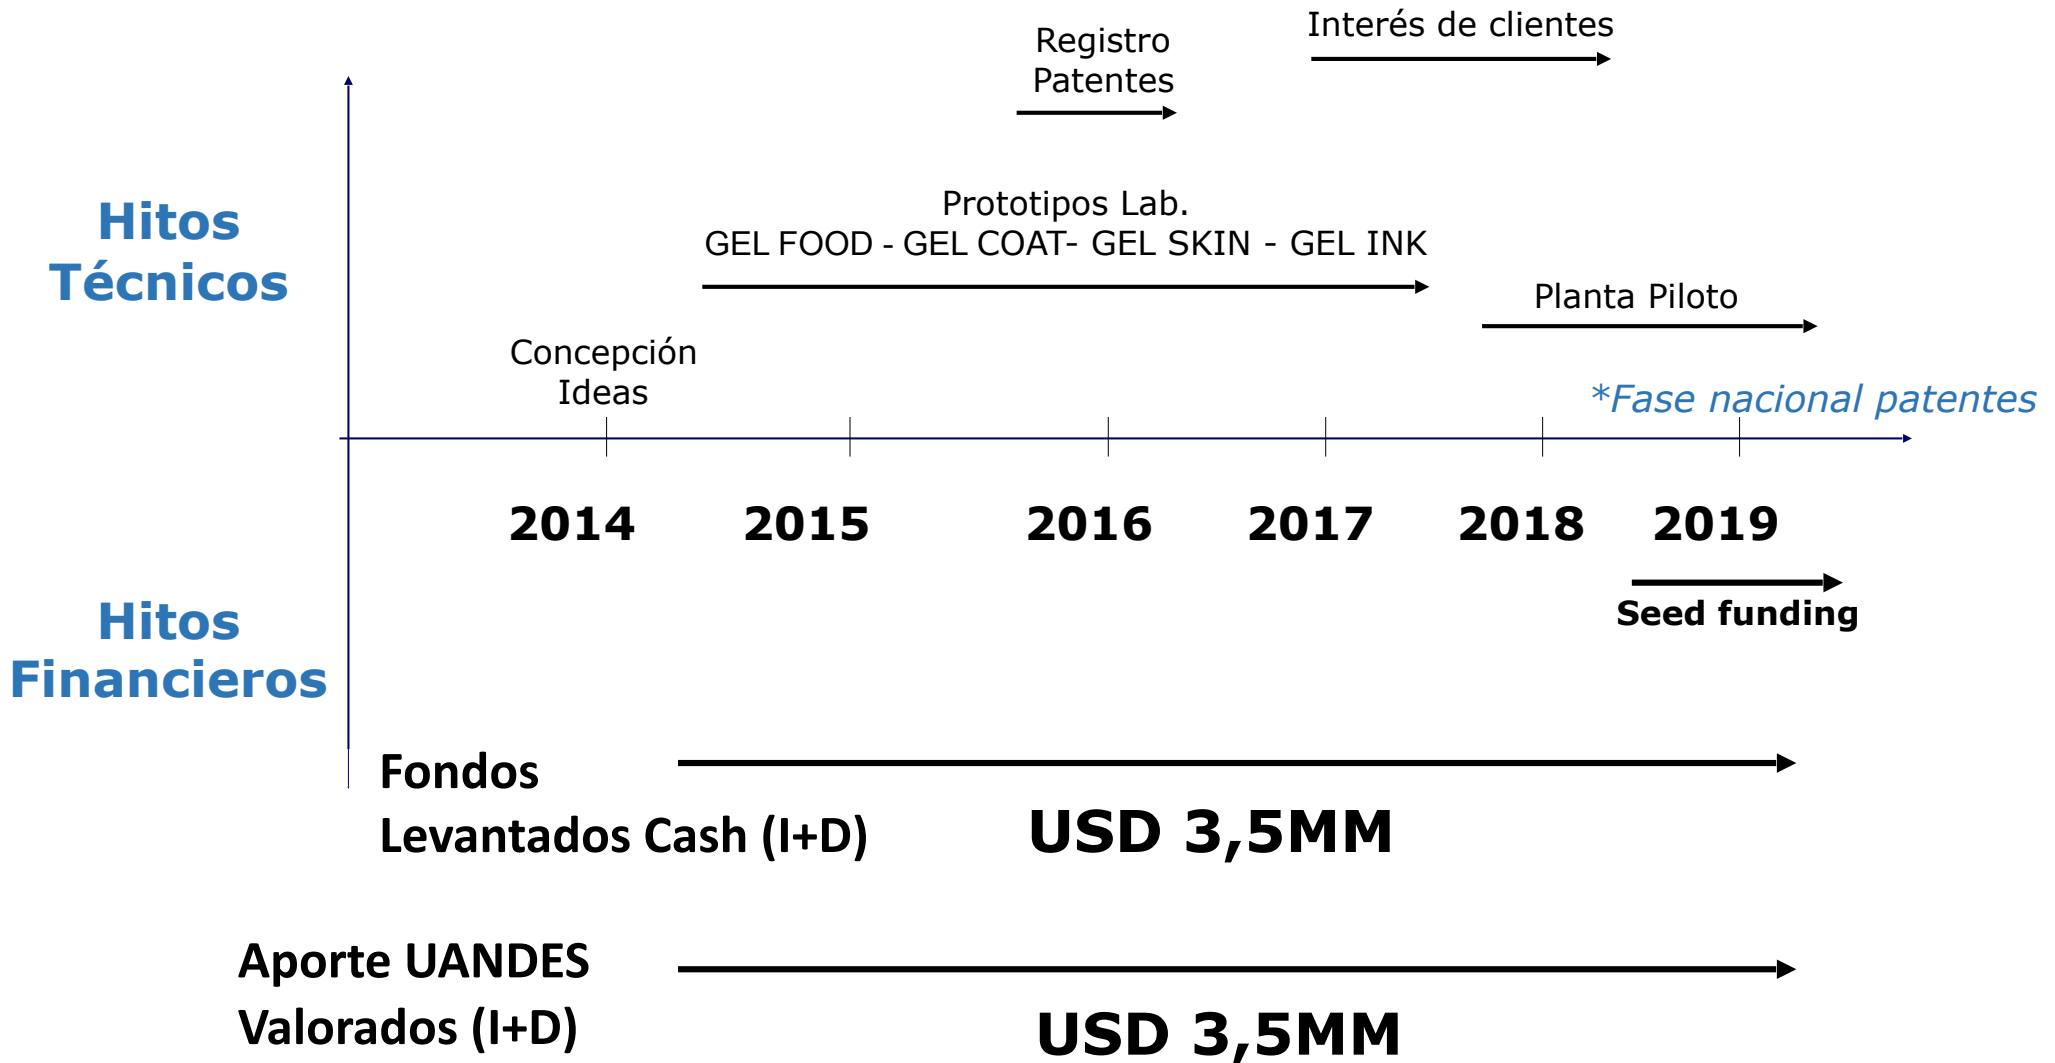 Interés de clientes
Registro
Patentes
Hitos
Técnicos
Prototipos Lab.
GEL FOOD - GEL COAT- GEL SKIN - GEL INK
Planta Piloto
Concepción
Ideas
*Fase nacional patentes
2014 2015 2016 2017 2018 2019
Seed funding
Hitos
Financieros
Fondos
Levantados Cash (I+D)
USD 3,5MM
Aporte UANDES
Valorados (I+D)
USD 3,5MM